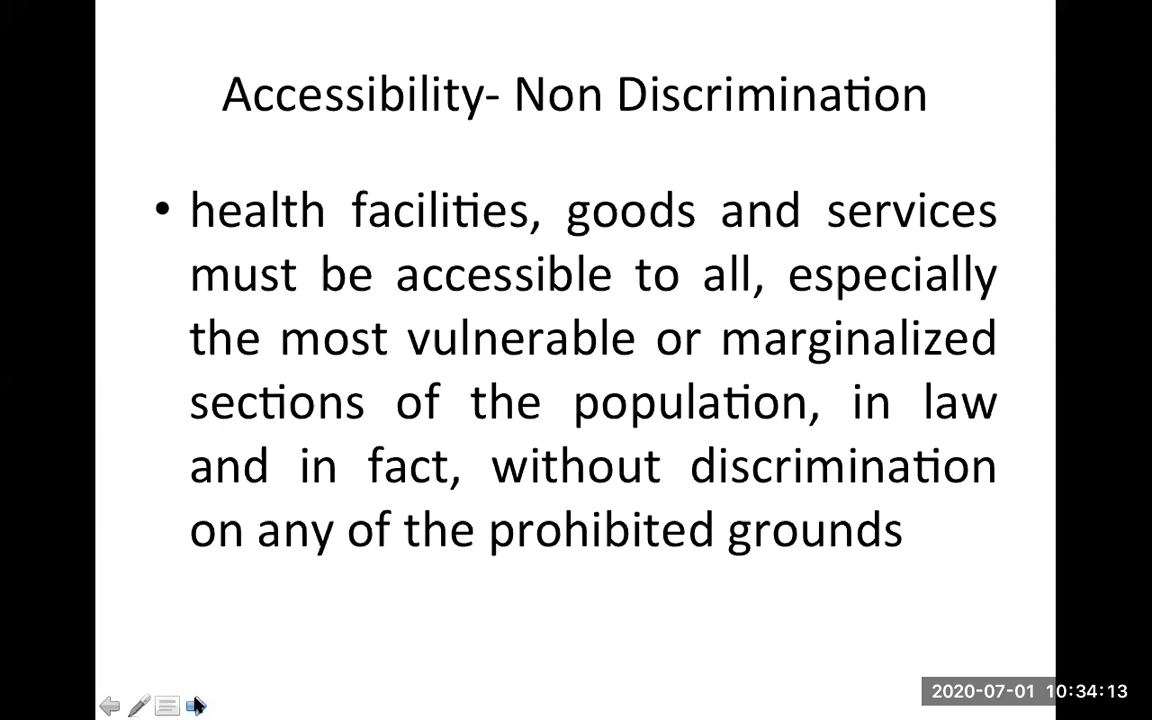 Accessibility- Non Discrimination
• health facilities, goods and services
must be accessible to all, especially
the most vulnerable or marginalized
sections of the population, in law
and in fact, without discrimination
on any of the prohibited grounds
2020-07-01 10:34:13